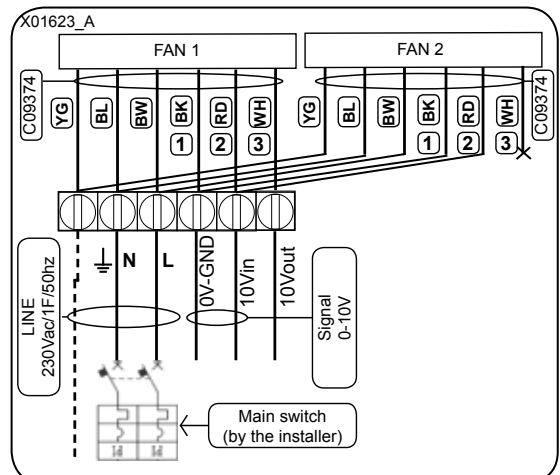 X01623_A
FAN 1
FAN 2
C09374
YG
BL
BW
BK
RD
WH
1
2
3
YG
BL
BW
BK
RD
WH
1
2
3
C09374
LINE
230Vac/1F/50hz
N
L
0V-GND
10Vin
10Vout
Signal
0-10V
Main switch
(by the installer)